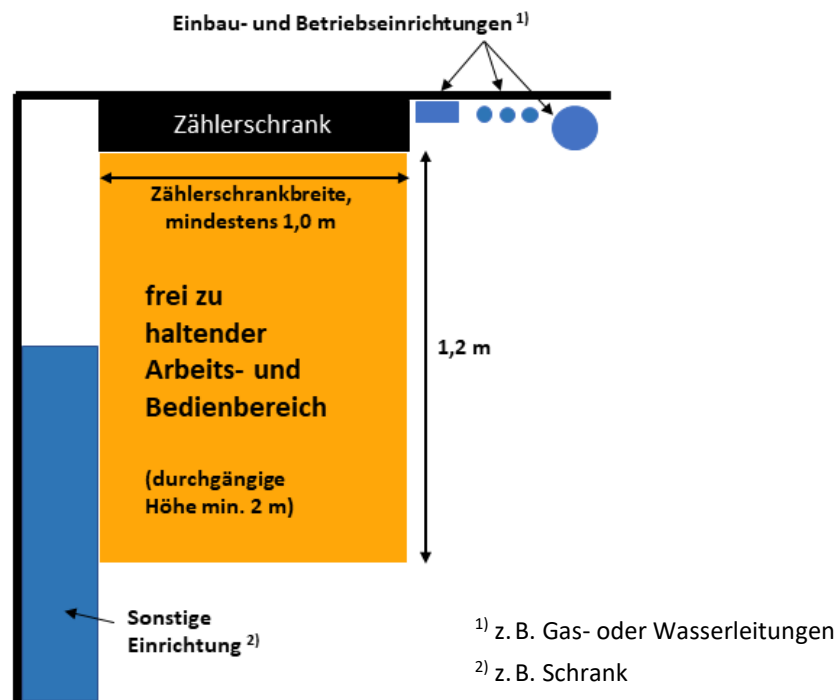 Einbau- und Betriebseinrichtungen ¹⁾
Zählerschrank
Zählerschrankbreite,
mindestens 1,0 m
frei zu
haltender
Arbeits- und
Bedienbereich
(durchgängige
Höhe min. 2 m)
1,2 m
Sonstige
Einrichtung ²⁾
¹⁾ z. B. Gas- oder Wasserleitungen
²⁾ z. B. Schrank